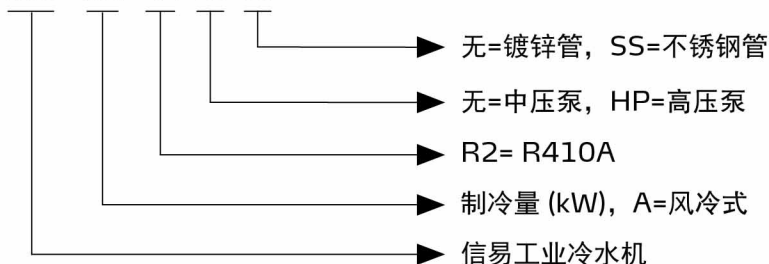 无=镀锌管，SS=不锈钢管
无=中压泵，HP=高压泵
R2= R410A
制冷量 (kW)，A=风冷式
信易工业冷水机